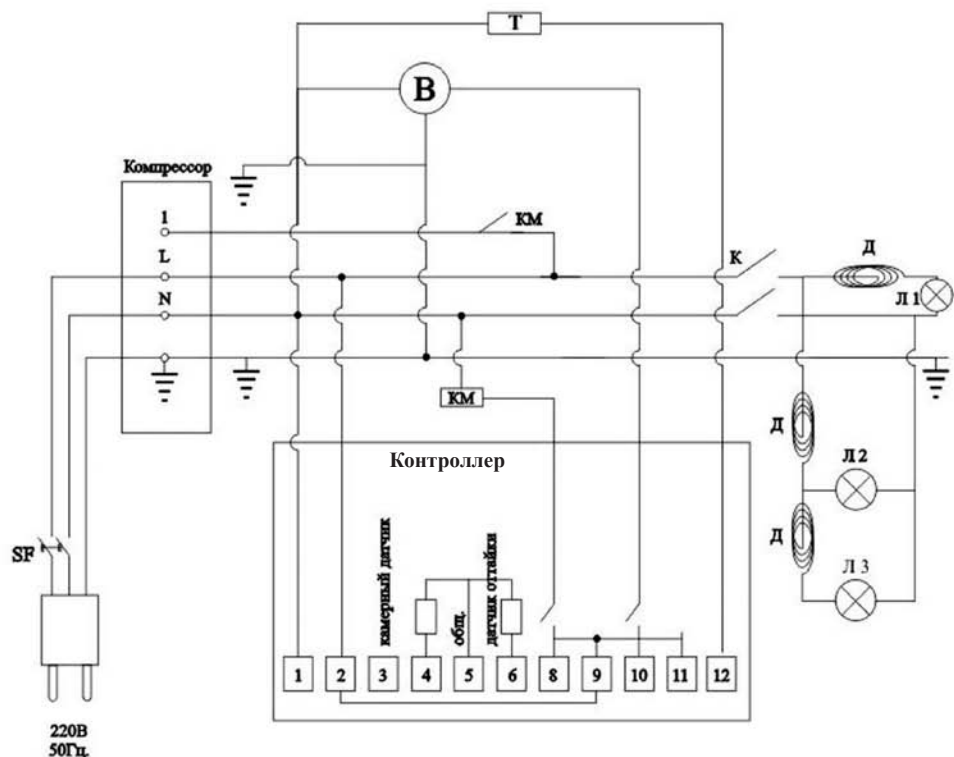 Т
В
Компрессор
1
КМ
L
К
Д
Л 1
N
КМ
Контроллер
Д
Л 2
SF
камерный датчик
общ.
датчик оттайки
Д
Л 3
1
2
3
4
5
6
8
9
10
11
12
220В
50Гц.